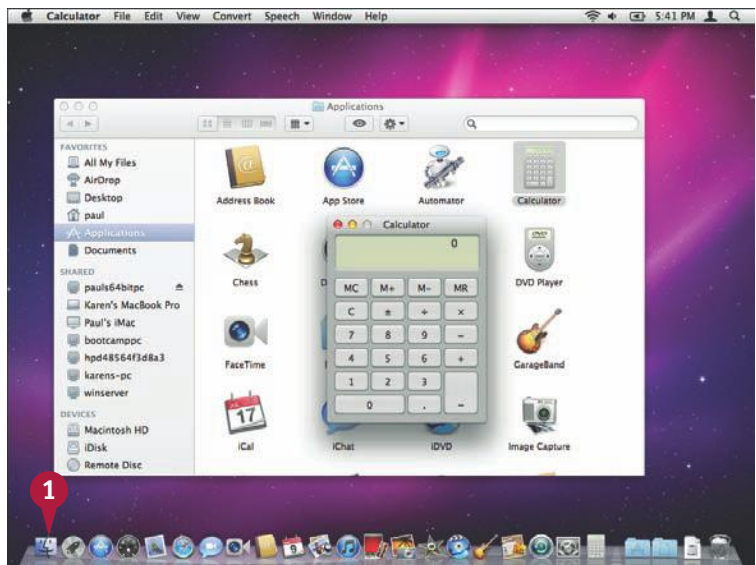 Calculator File Edit View Convert Speech Window Help 5:41 PM
Applications
FAVORITES
All My Files
AirDrop
Desktop
paul
Applications
Documents
SHARED
pauls64bitpc
Karen's MacBook Pro
Paul's iMac
bootcamppc
hpd48564f3d8a3
karens-pc
winserver
DEVICES
Macintosh HD
iDisk
Remote Disc
Address Book App Store Automator Calculator
Chess D DVD Player
FaceTime GarageBand
JUL
17
iCal iChat iDVD Image Capture
Calculator
0
MC M+ M- MR
C ± ÷ ×
7 8 9 −
4 5 6 +
1 2 3
0 . =
1
9